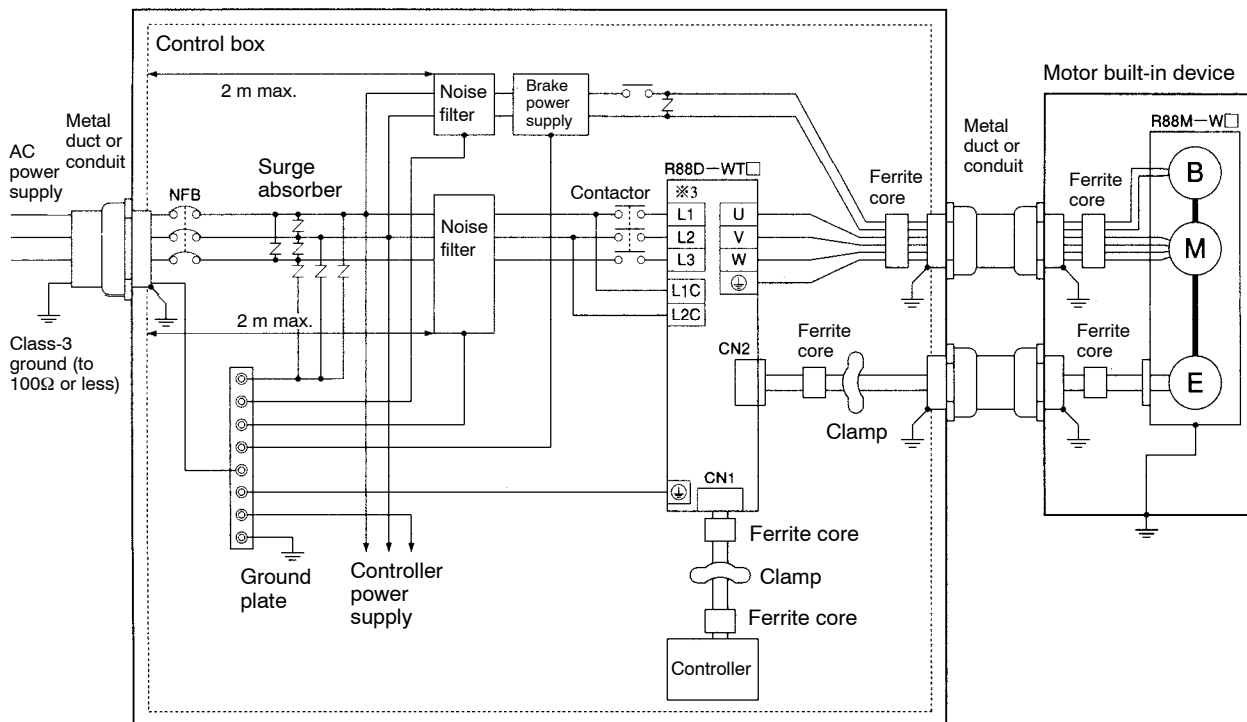 Control box
2 m max.
Noise
filter
Brake
power
supply
Motor built-in device
R88M−W□
Metal
duct or
conduit
AC
power
supply
Metal
duct or
conduit
NFB
Surge
absorber
Contactor
R88D−WT□
※3
Ferrite
core
Ferrite
core
B
L1
U
L2
V
L3
W
Noise
filter
M
L1C
L2C
2 m max.
Class-3
ground (to
100Ω or less)
CN2
Ferrite
core
Ferrite
core
E
Clamp
CN1
Ferrite core
Ground
plate
Controller
power
supply
Clamp
Ferrite core
Controller